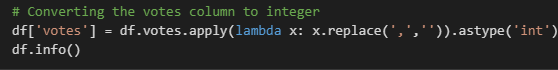 # Converting the votes column to integer
df['votes'] = df.votes.apply(lambda x: x.replace(',','')).astype('int')
df.info()